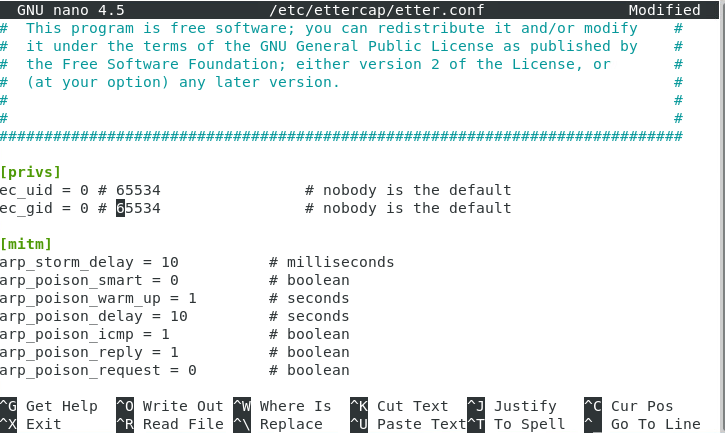 GNU nano 4.5 /etc/ettercap/etter.conf Modified
# This program is free software; you can redistribute it and/or modify #
# it under the terms of the GNU General Public License as published by #
# the Free Software Foundation; either version 2 of the License, or #
# (at your option) any later version. #
# #
# #
############################################################################
[privs]
ec_uid = 0 # 65534 # nobody is the default
ec_gid = 0 # 65534 # nobody is the default
[mitm]
arp_storm_delay = 10 # milliseconds
arp_poison_smart = 0 # boolean
arp_poison_warm_up = 1 # seconds
arp_poison_delay = 10 # seconds
arp_poison_icmp = 1 # boolean
arp_poison_reply = 1 # boolean
arp_poison_request = 0 # boolean
^G Get Help ^O Write Out ^W Where Is ^K Cut Text ^J Justify ^C Cur Pos
^X Exit ^R Read File ^\ Replace ^U Paste Text ^T To Spell ^_ Go To Line